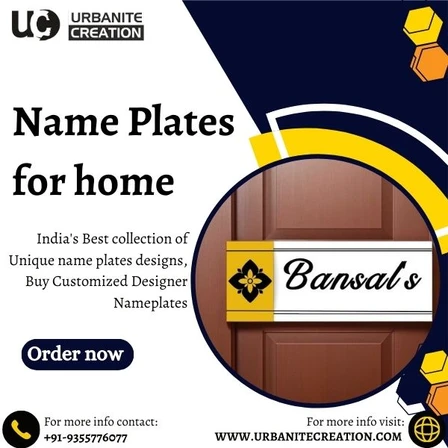 UC URBANITE
CREATION
Name Plates
for home
India's Best collection of
Unique name plates designs,
Buy Customized Designer
Nameplates
Bansal's
Order now
For more info contact:
+91-9355776077
For more info visit:
WWW.URBANITECREATION.COM